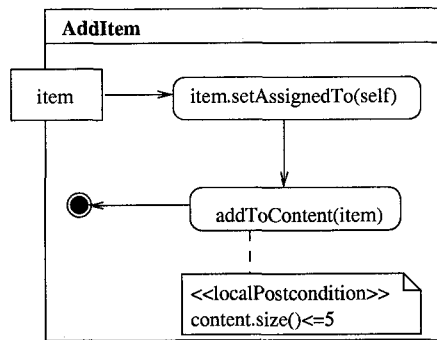 AddItem
item
item.setAssignedTo(self)
addToContent(item)
<<localPostcondition>>
content.size()<=5